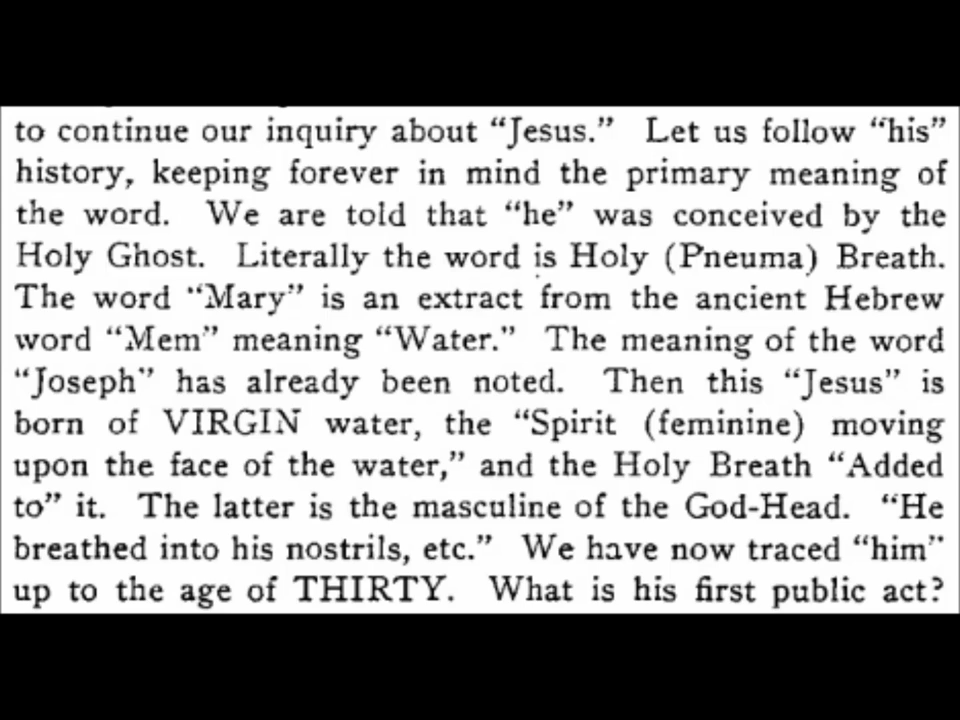 to continue our inquiry about “Jesus.” Let us follow “his”
history, keeping forever in mind the primary meaning of
the word. We are told that “he” was conceived by the
Holy Ghost. Literally the word is Holy (Pneuma) Breath.
The word “Mary” is an extract from the ancient Hebrew
word “Mem” meaning “Water.” The meaning of the word
“Joseph” has already been noted. Then this “Jesus” is
born of VIRGIN water, the “Spirit (feminine) moving
upon the face of the water,” and the Holy Breath “Added
to” it. The latter is the masculine of the God-Head. “He
breathed into his nostrils, etc.” We have now traced “him”
up to the age of THIRTY. What is his first public act?